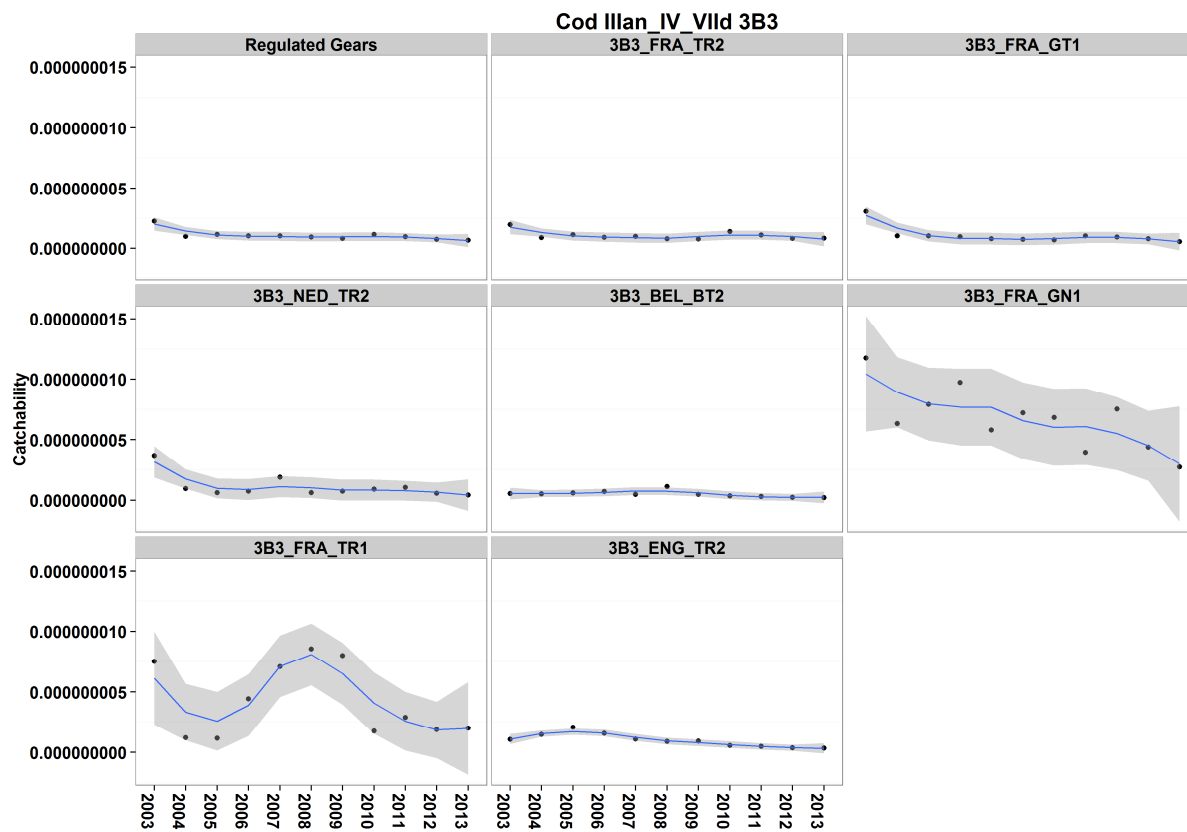 Cod IIIan_IV_VIId 3B3
Regulated Gears
3B3_FRA_TR2
3B3_FRA_GT1
0.000000015
0.000000010
0.000000005
0.000000000
3B3_NED_TR2
3B3_BEL_BT2
3B3_FRA_GN1
Catchability
0.000000015
0.000000010
0.000000005
0.000000000
3B3_FRA_TR1
3B3_ENG_TR2
0.000000015
0.000000010
0.000000005
0.000000000
2003 2004 2005 2006 2007 2008 2009 2010 2011 2012 2013
2003 2004 2005 2006 2007 2008 2009 2010 2011 2012 2013